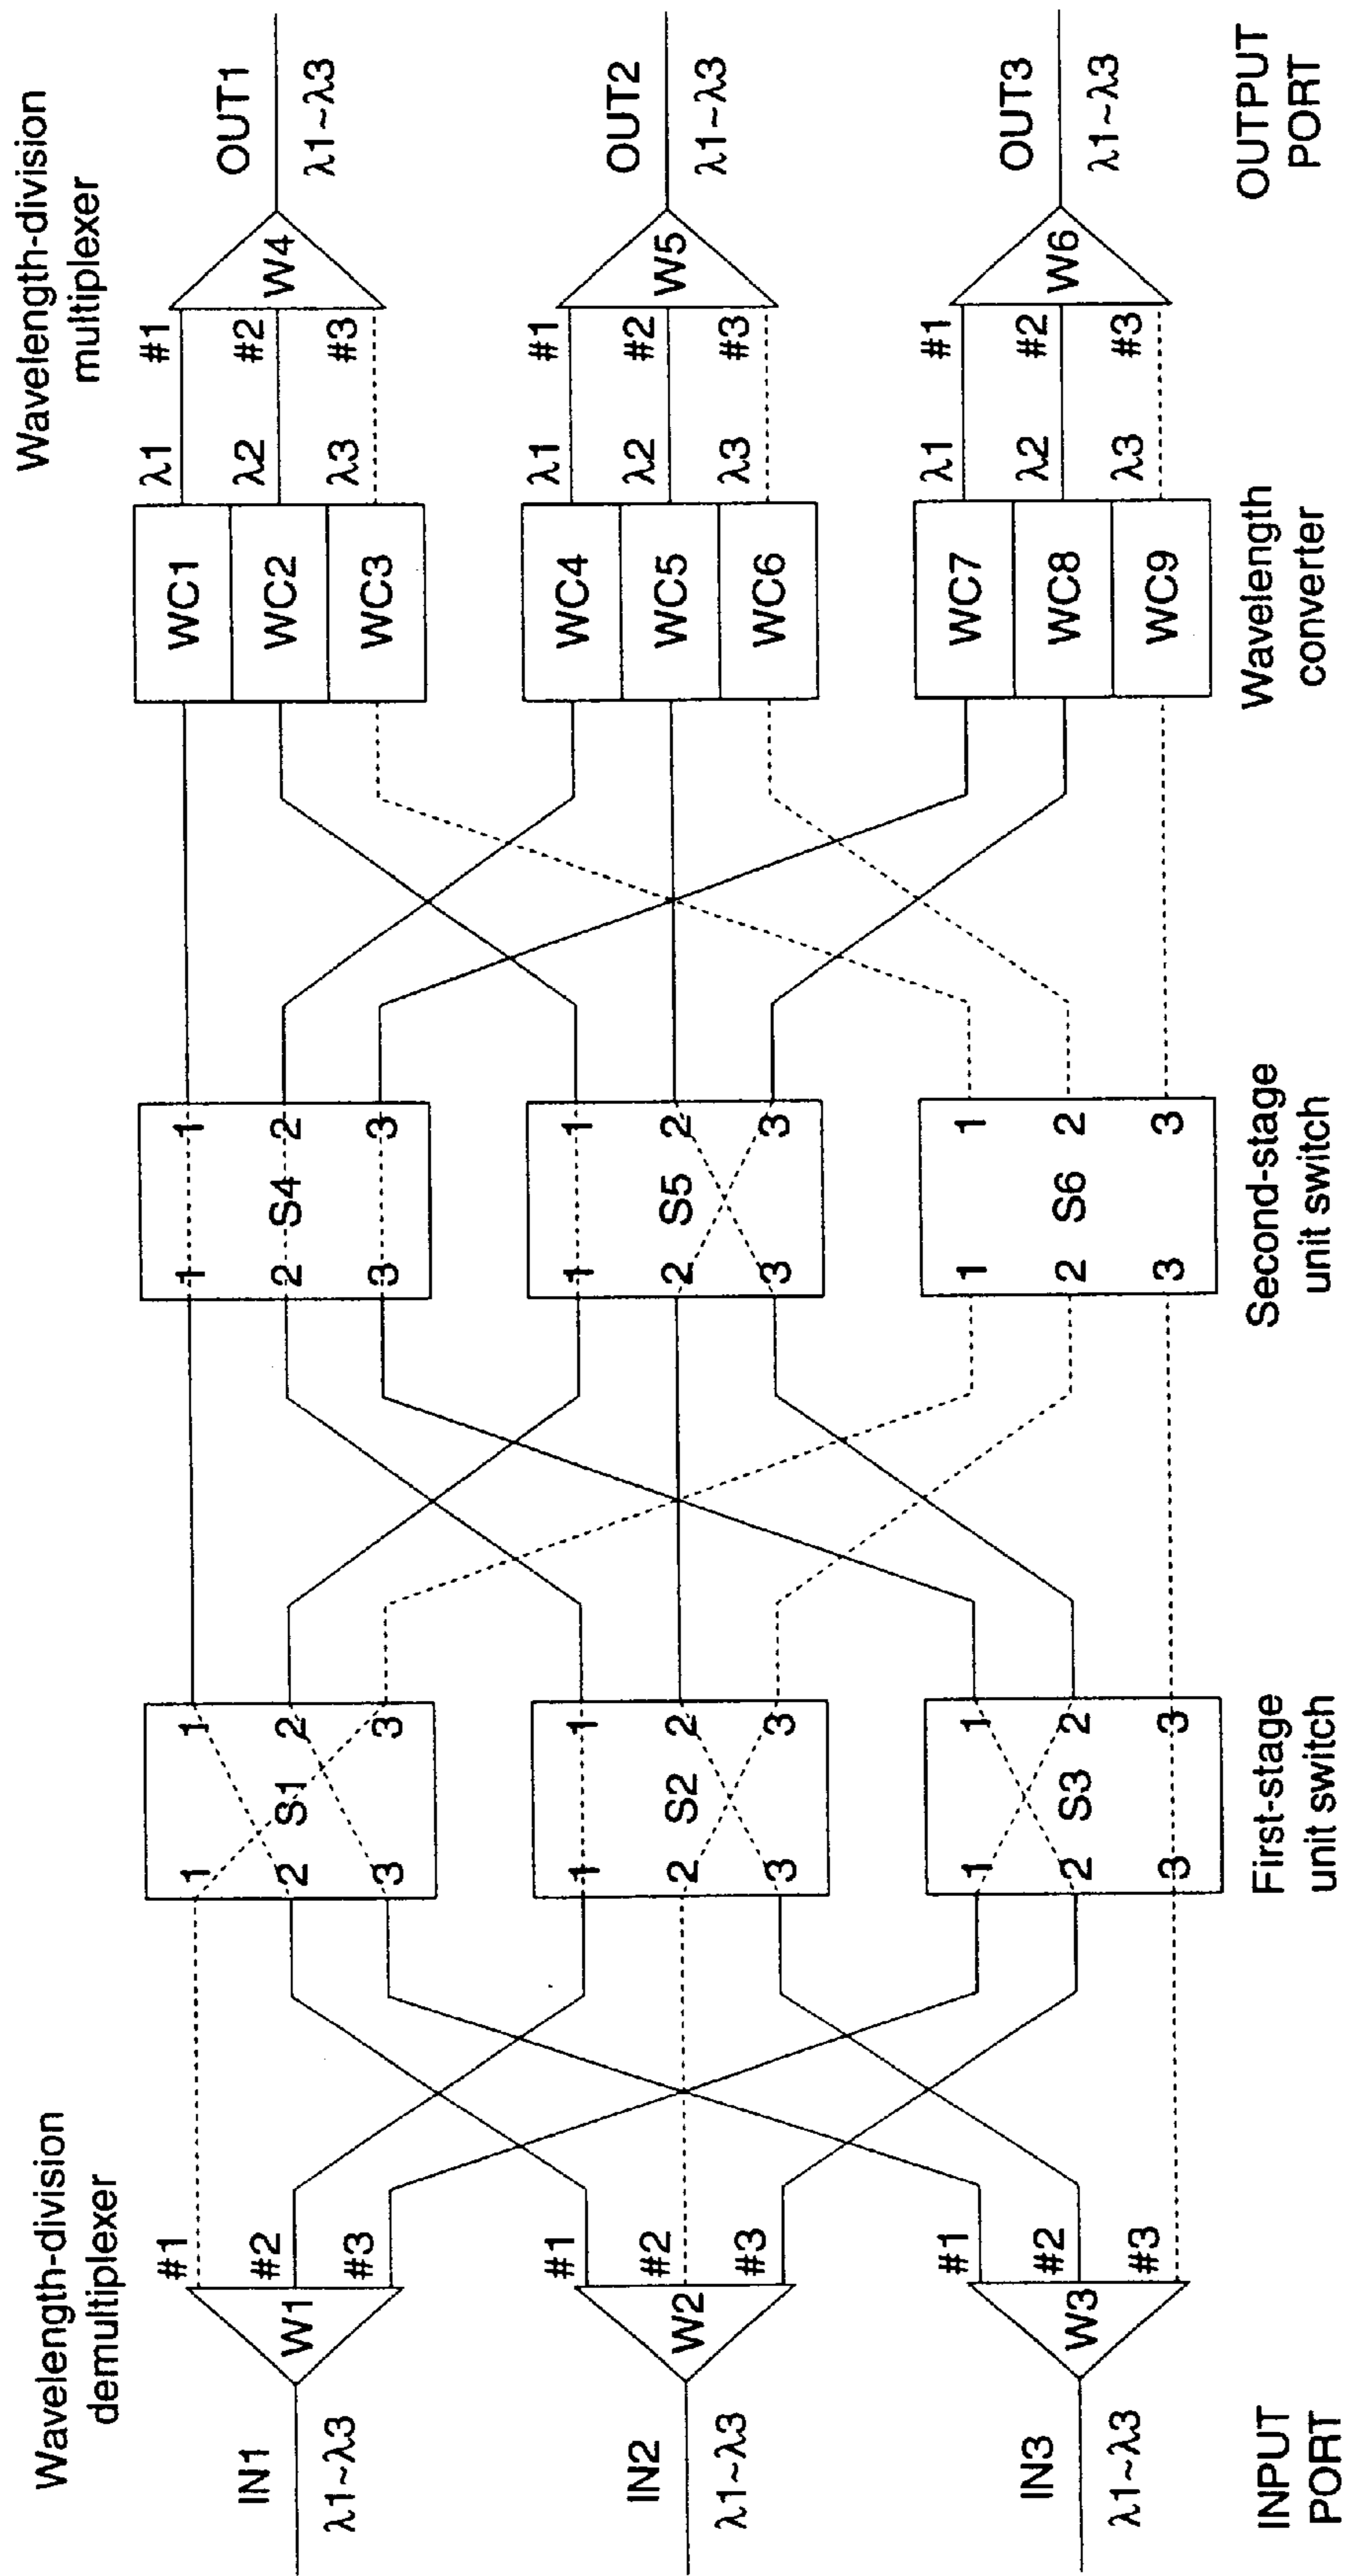 Wavelength-division
demultiplexer
Wavelength-division
multiplexer
IN1
λ1~λ3
W1
#1
#2
#3
1
2
3
S1
1
2
3
1
2
3
S4
1
2
3
WC1
WC2
WC3
λ1
λ2
λ3
#1
#2
#3
W4
OUT1
λ1~λ3
IN2
λ1~λ3
W2
#1
#2
#3
1
2
3
S2
1
2
3
1
2
3
S5
1
2
3
WC4
WC5
WC6
λ1
λ2
λ3
#1
#2
#3
W5
OUT2
λ1~λ3
IN3
λ1~λ3
W3
#1
#2
#3
1
2
3
S3
1
2
3
1
2
3
S6
1
2
3
WC7
WC8
WC9
λ1
λ2
λ3
#1
#2
#3
W6
OUT3
λ1~λ3
INPUT
PORT
First-stage
unit switch
Second-stage
unit switch
Wavelength
converter
OUTPUT
PORT